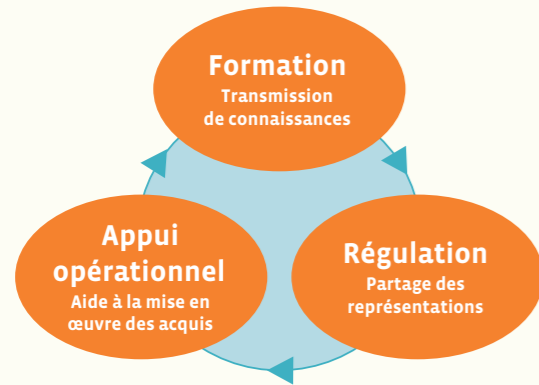 Formation
Transmission
de connaissances
Appui
opérationnel
Aide à la mise en
œuvre des acquis
Régulation
Partage des
représentations